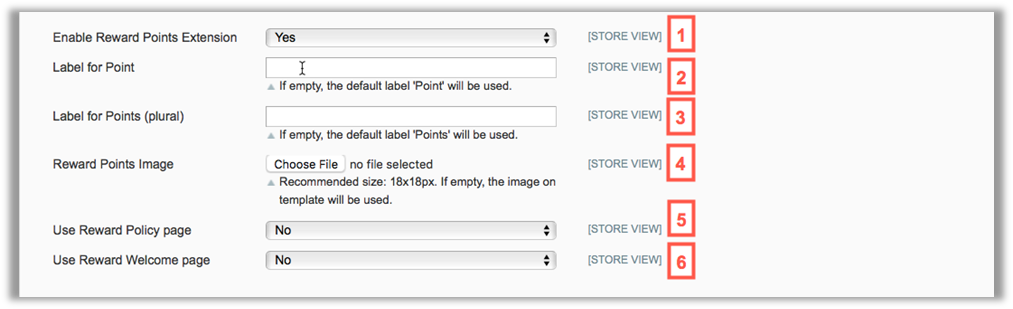 Enable Reward Points Extension Yes [STORE VIEW] 1
Label for Point [STORE VIEW] 2
If empty, the default label 'Point' will be used.
Label for Points (plural) [STORE VIEW] 3
If empty, the default label 'Points' will be used.
Reward Points Image Choose File no file selected [STORE VIEW] 4
Recommended size: 18x18px. If empty, the image on
template will be used.
Use Reward Policy page No [STORE VIEW] 5
Use Reward Welcome page No [STORE VIEW] 6